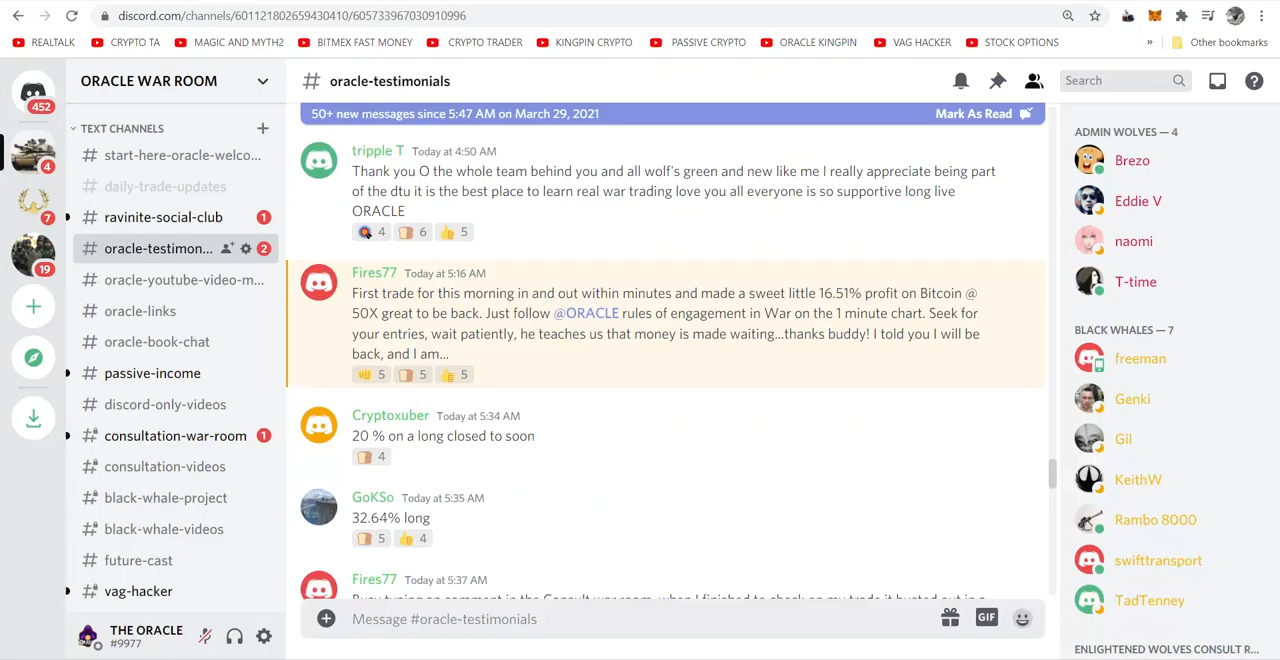 discord.com/channels/601121802659430410/605733967030910996
REALTALK CRYPTO TA MAGIC AND MYTH2 BITMEX FAST MONEY CRYPTO TRADER KINGPIN CRYPTO PASSIVE CRYPTO ORACLE KINGPIN VAG HACKER STOCK OPTIONS » Other bookmarks
452
4
7
19
ORACLE WAR ROOM
TEXT CHANNELS
# start-here-oracle-welco...
# daily-trade-updates
# ravinite-social-club 1
# oracle-testimon... 2
# oracle-youtube-video-m...
# oracle-links
# oracle-book-chat
# passive-income
# discord-only-videos
# consultation-war-room 1
# consultation-videos
# black-whale-project
# black-whale-videos
# future-cast
# vag-hacker
THE ORACLE
#9977
# oracle-testimonials
Search
50+ new messages since 5:47 AM on March 29, 2021 Mark As Read
tripple T Today at 4:50 AM
Thank you O the whole team behind you and all wolf's green and new like me I really appreciate being part
of the dtu it is the best place to learn real war trading love you all everyone is so supportive long live
ORACLE
4 6 5
Fires77 Today at 5:16 AM
First trade for this morning in and out within minutes and made a sweet little 16.51% profit on Bitcoin @
50X great to be back. Just follow @ORACLE rules of engagement in War on the 1 minute chart. Seek for
your entries, wait patiently, he teaches us that money is made waiting...thanks buddy! I told you I will be
back, and I am...
5 5 5
Cryptoxuber Today at 5:34 AM
20 % on a long closed to soon
4
GoKSo Today at 5:35 AM
32.64% long
5 4
Fires77 Today at 5:37 AM
Message #oracle-testimonials
GIF
ADMIN WOLVES — 4
Brezo
Eddie V
naomi
T-time
BLACK WHALES — 7
freeman
Genki
Gil
KeithW
Rambo 8000
swifttransport
TadTenney
ENLIGHTENED WOLVES CONSULT R...